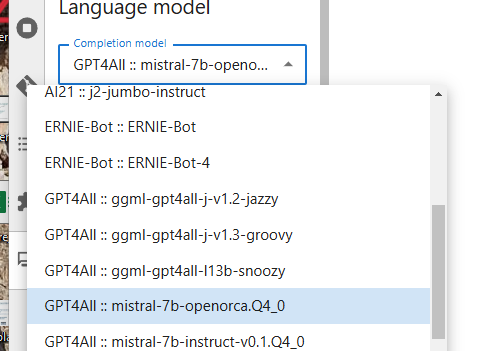 Language model
Completion model
GPT4All :: mistral-7b-openo...
AI21 :: j2-jumbo-instruct
ERNIE-Bot :: ERNIE-Bot
ERNIE-Bot :: ERNIE-Bot-4
GPT4All :: ggml-gpt4all-j-v1.2-jazzy
GPT4All :: ggml-gpt4all-j-v1.3-groovy
GPT4All :: ggml-gpt4all-l13b-snoozy
GPT4All :: mistral-7b-openorca.Q4_0
GPT4All :: mistral-7b-instruct-v0.1.Q4_0